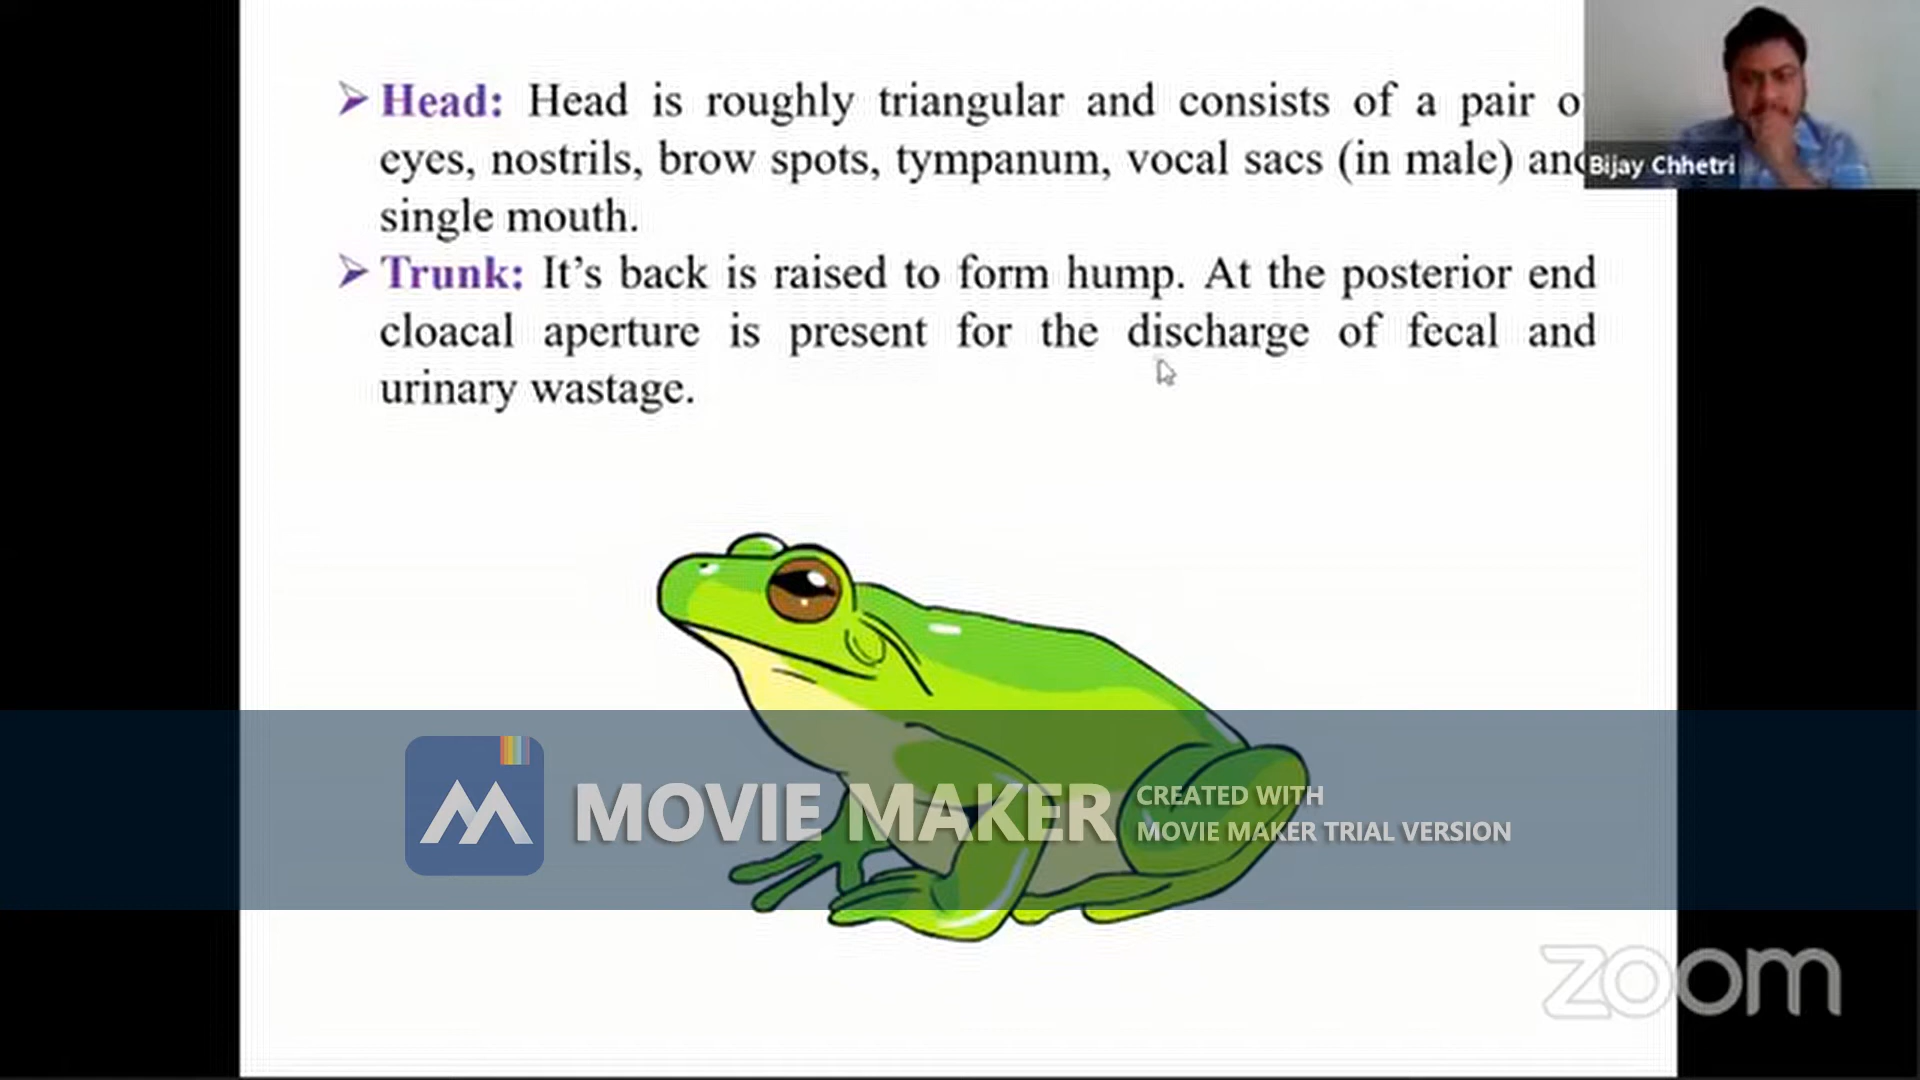 ➢ Head: Head is roughly triangular and consists of a pair o
eyes, nostrils, brow spots, tympanum, vocal sacs (in male) and
single mouth.
➢ Trunk: It’s back is raised to form hump. At the posterior end
cloacal aperture is present for the discharge of fecal and
urinary wastage.
Bijay Chhetri
MOVIE MAKER
CREATED WITH
MOVIE MAKER TRIAL VERSION
zoom